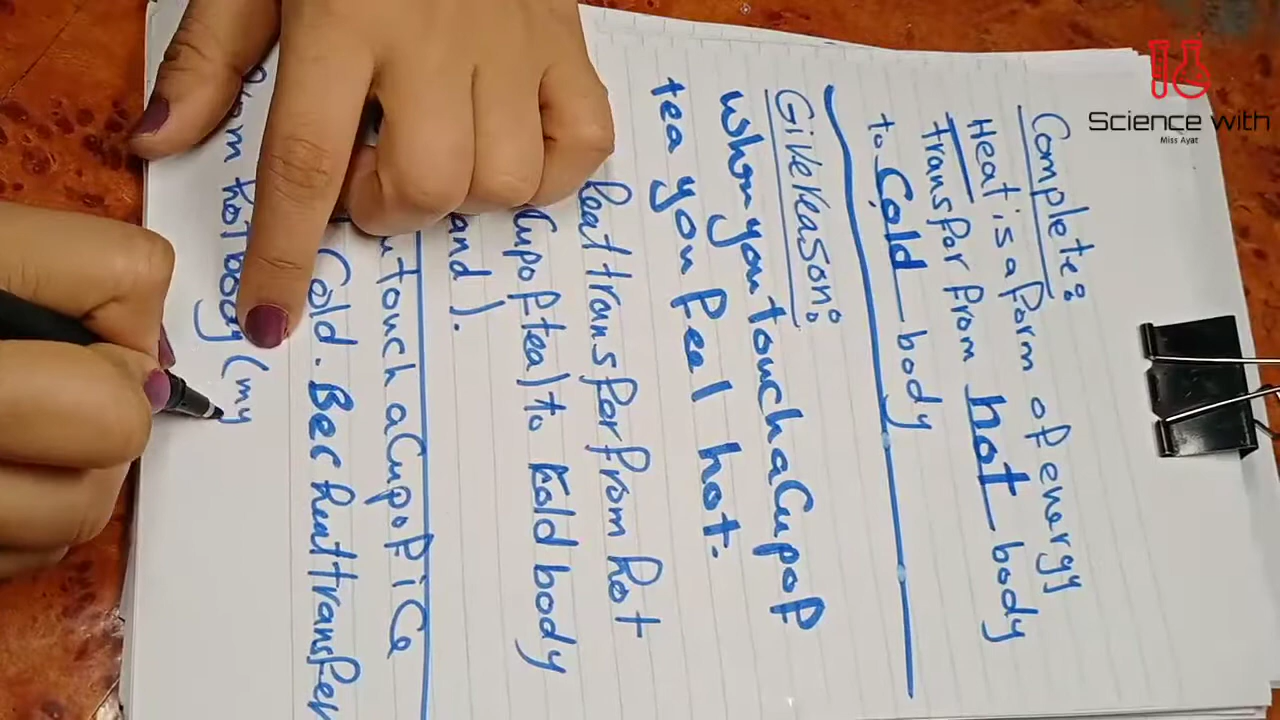 Science with
Miss Ayat
Complete:
Heat is a form of energy
transfer from hot body
to Cold body
Give reason:
when you touch a Cup of
tea you feel hot.
heat transfer from hot
Cup of tea) to Cold body
and).
touch a Cup of ice
Cold. Bec heat transfer
from hot body (my